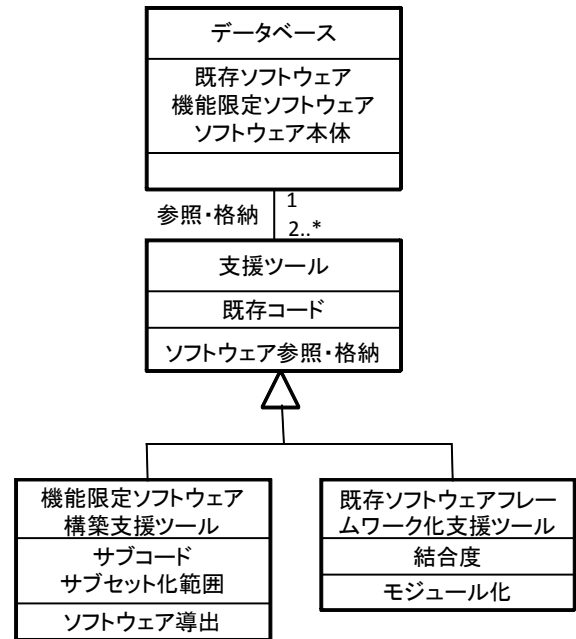 データベース
既存ソフトウェア
機能限定ソフトウェア
ソフトウェア本体
参照・格納
1
2..*
支援ツール
既存コード
ソフトウェア参照・格納
機能限定ソフトウェア
構築支援ツール
サブコード
サブセット化範囲
ソフトウェア導出
既存ソフトウェアフレー
ムワーク化支援ツール
結合度
モジュール化